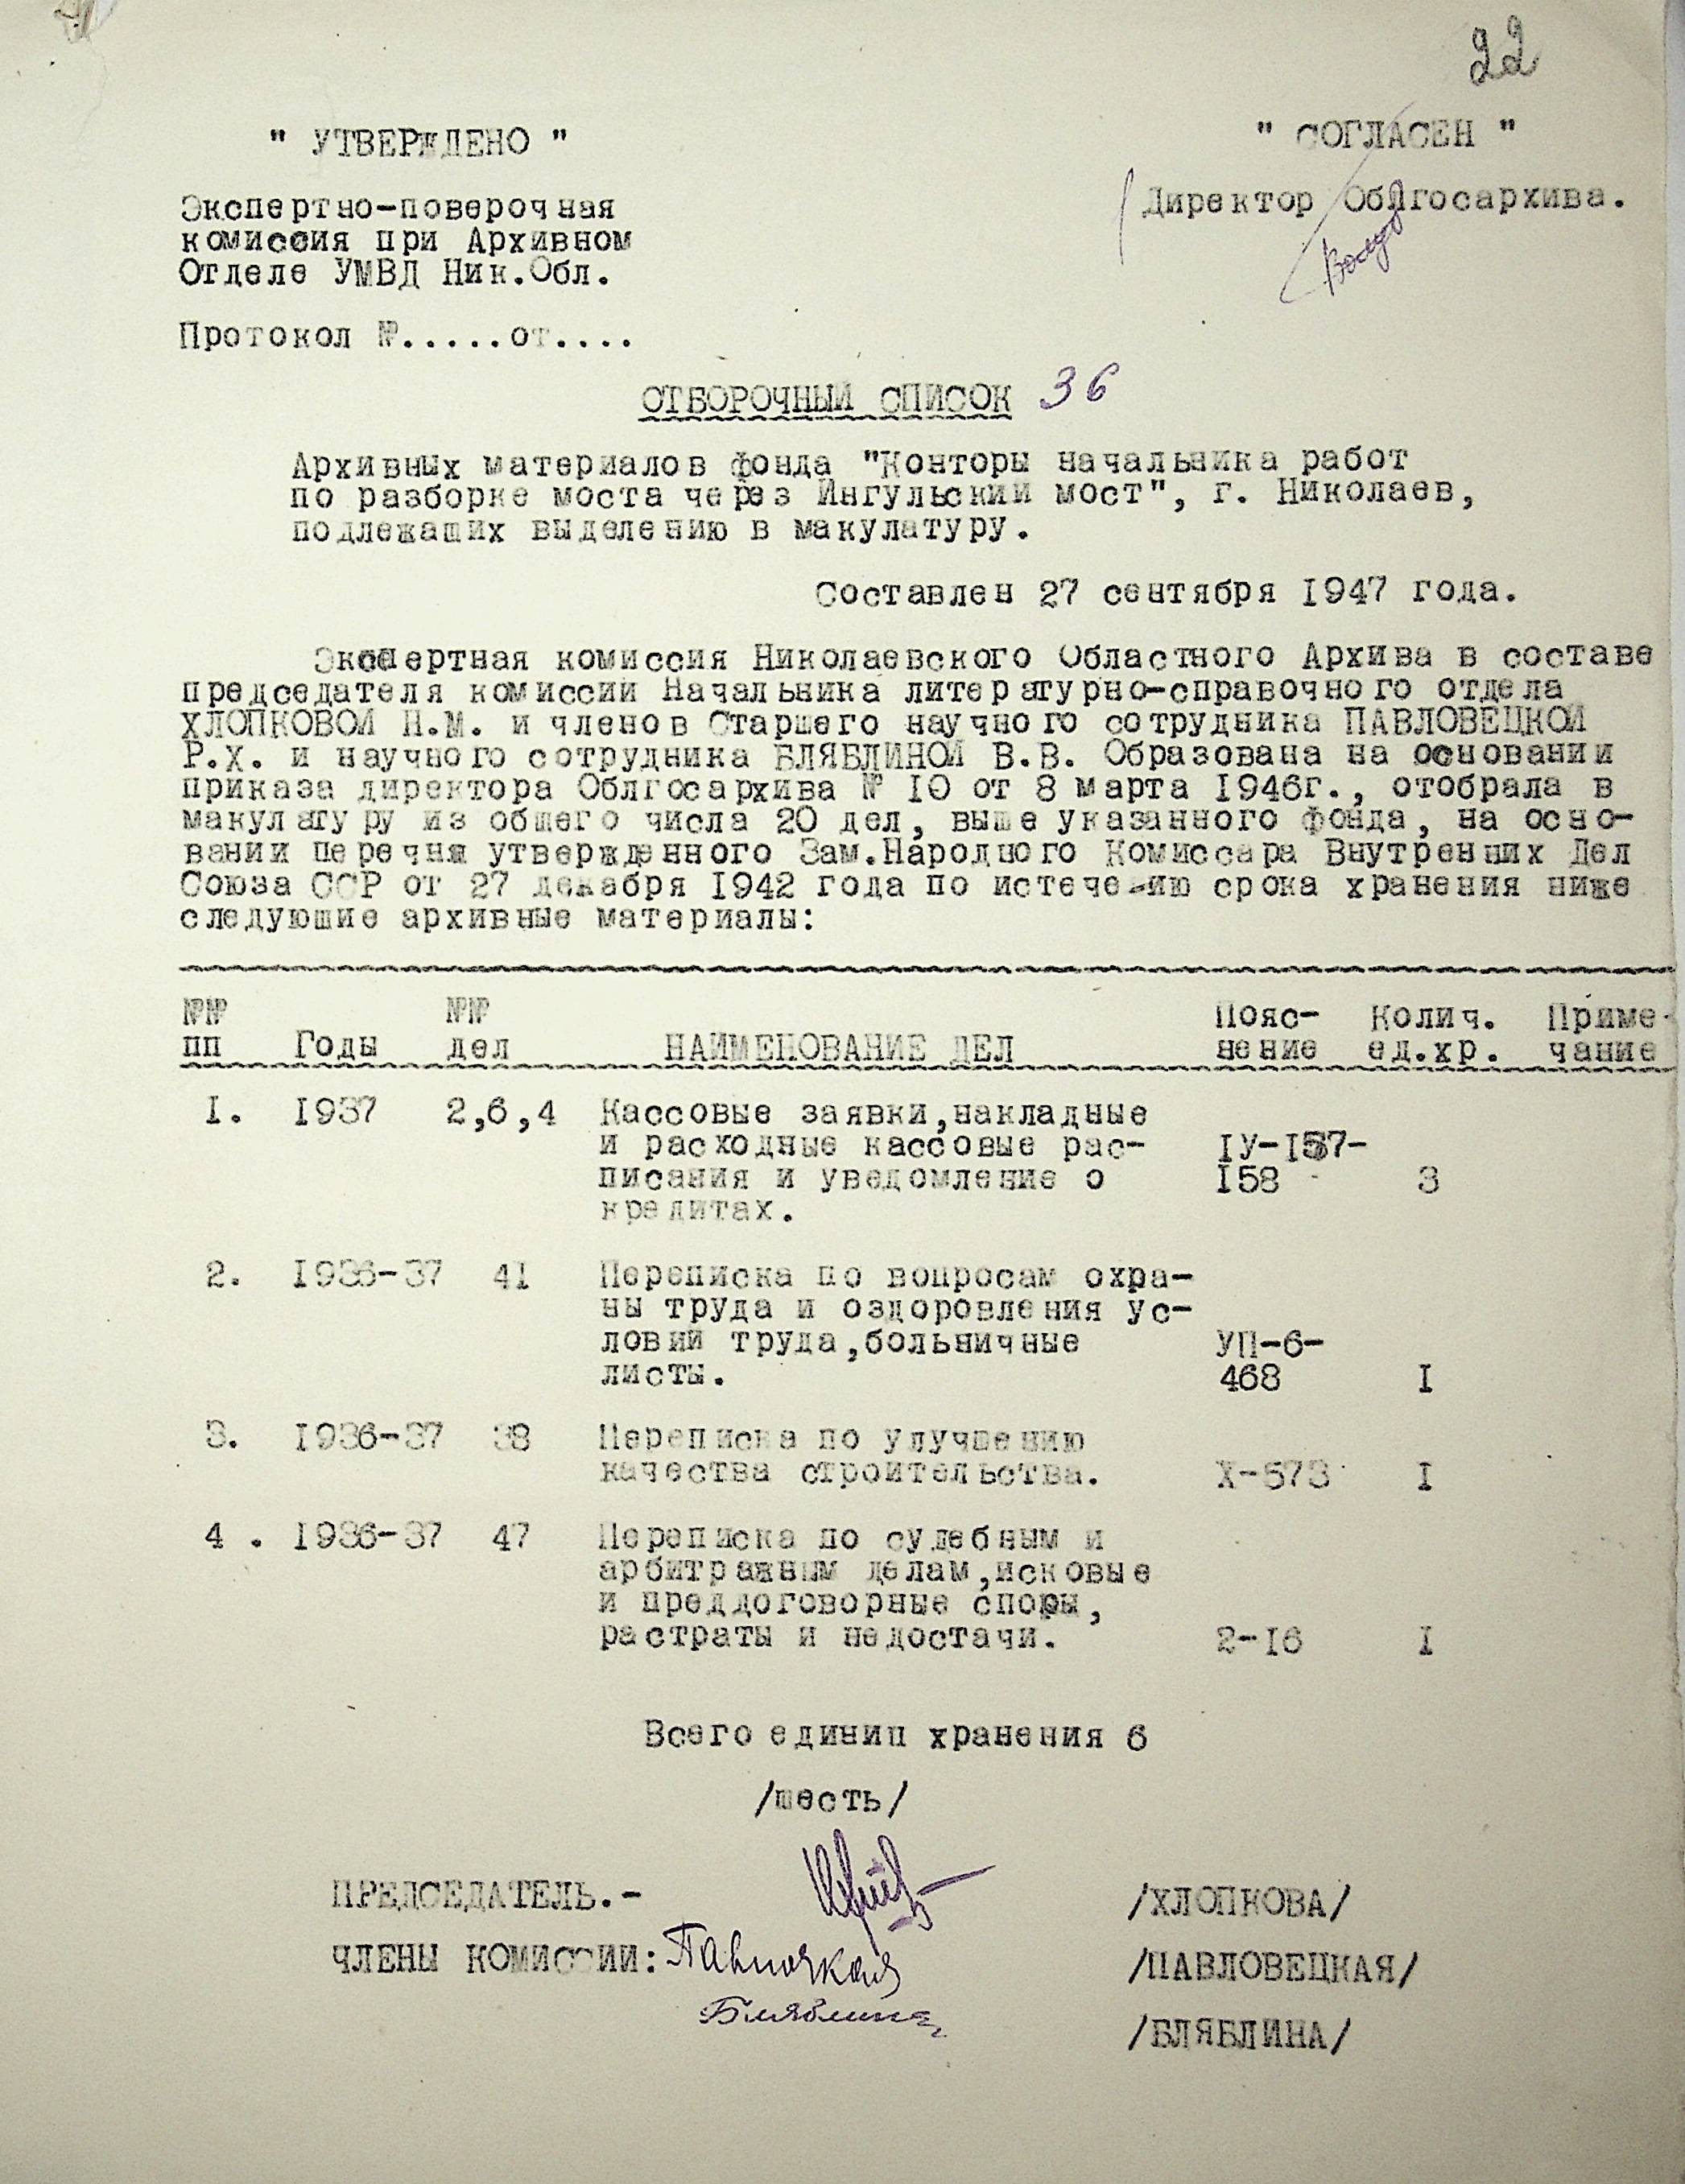 22
" УТВЕРЖДЕНО "
" СОГЛАСЕН "
Экспертно-поверочная
комиссия при Архивном
Отделе УМВД Ник.Обл.
Директор Облгосархива.
Протокол №.....от....
ОТБОРОЧНЫЙ СПИСОК 36
Архивных материалов фонда "Конторы начальника работ
по разборке моста через Ингульский мост", г. Николаев,
подлежаших выделению в макулатуру.
Составлен 27 сентября 1947 года.
Экспертная комиссия Николаевского Областного Архива в составе
председателя комиссии Начальника литературно-справочного отдела
ХЛОПКОВОЙ Н.М. и членов Старшего научного сотрудника ПАВЛОВЕЦКОЙ
Р.Х. и научного сотрудника БЛЯБЛИНОЙ В.В. Образована на основании
приказа директора Облгосархива № 10 от 8 марта 1946г., отобрала в
макулатуру из общего числа 20 дел, выше указанного фонда, на осно-
вании перечня утвержденного Зам.Народного Комиссара Внутренних Дел
Союза ССР от 27 декабря 1942 года по истечению срока хранения ниже
следуюшие архивные материалы:
№№ №№ Пояс- Колич. Приме-
пп Годы дел НАИМЕНОВАНИЕ ДЕЛ нение ед.хр. чание
1. 1937 2,6,4 Кассовые заявки,накладные
и расходные кассовые рас- IУ-157-
писания и уведомление о 158 3
кредитах.
2. 1936-37 41 Переписка по вопросам охра-
ны труда и оздоровления ус-
ловий труда,больничные УП-6-
листы. 468 I
3. 1936-37 38 Переписка по улучшению
качества строительства. Х-573 I
4 . 1936-37 47 Переписка по судебным и
арбитражным делам,исковые
и преддоговорные споры,
растраты и недостачи. 2-16 I
Всего единиц хранения 6
/шесть/
ПРЕДСЕДАТЕЛЬ.- /ХЛОПКОВА/
ЧЛЕНЫ КОМИССИИ: /ПАВЛОВЕЦКАЯ/
Бляблина
/БЛЯБЛИНА/